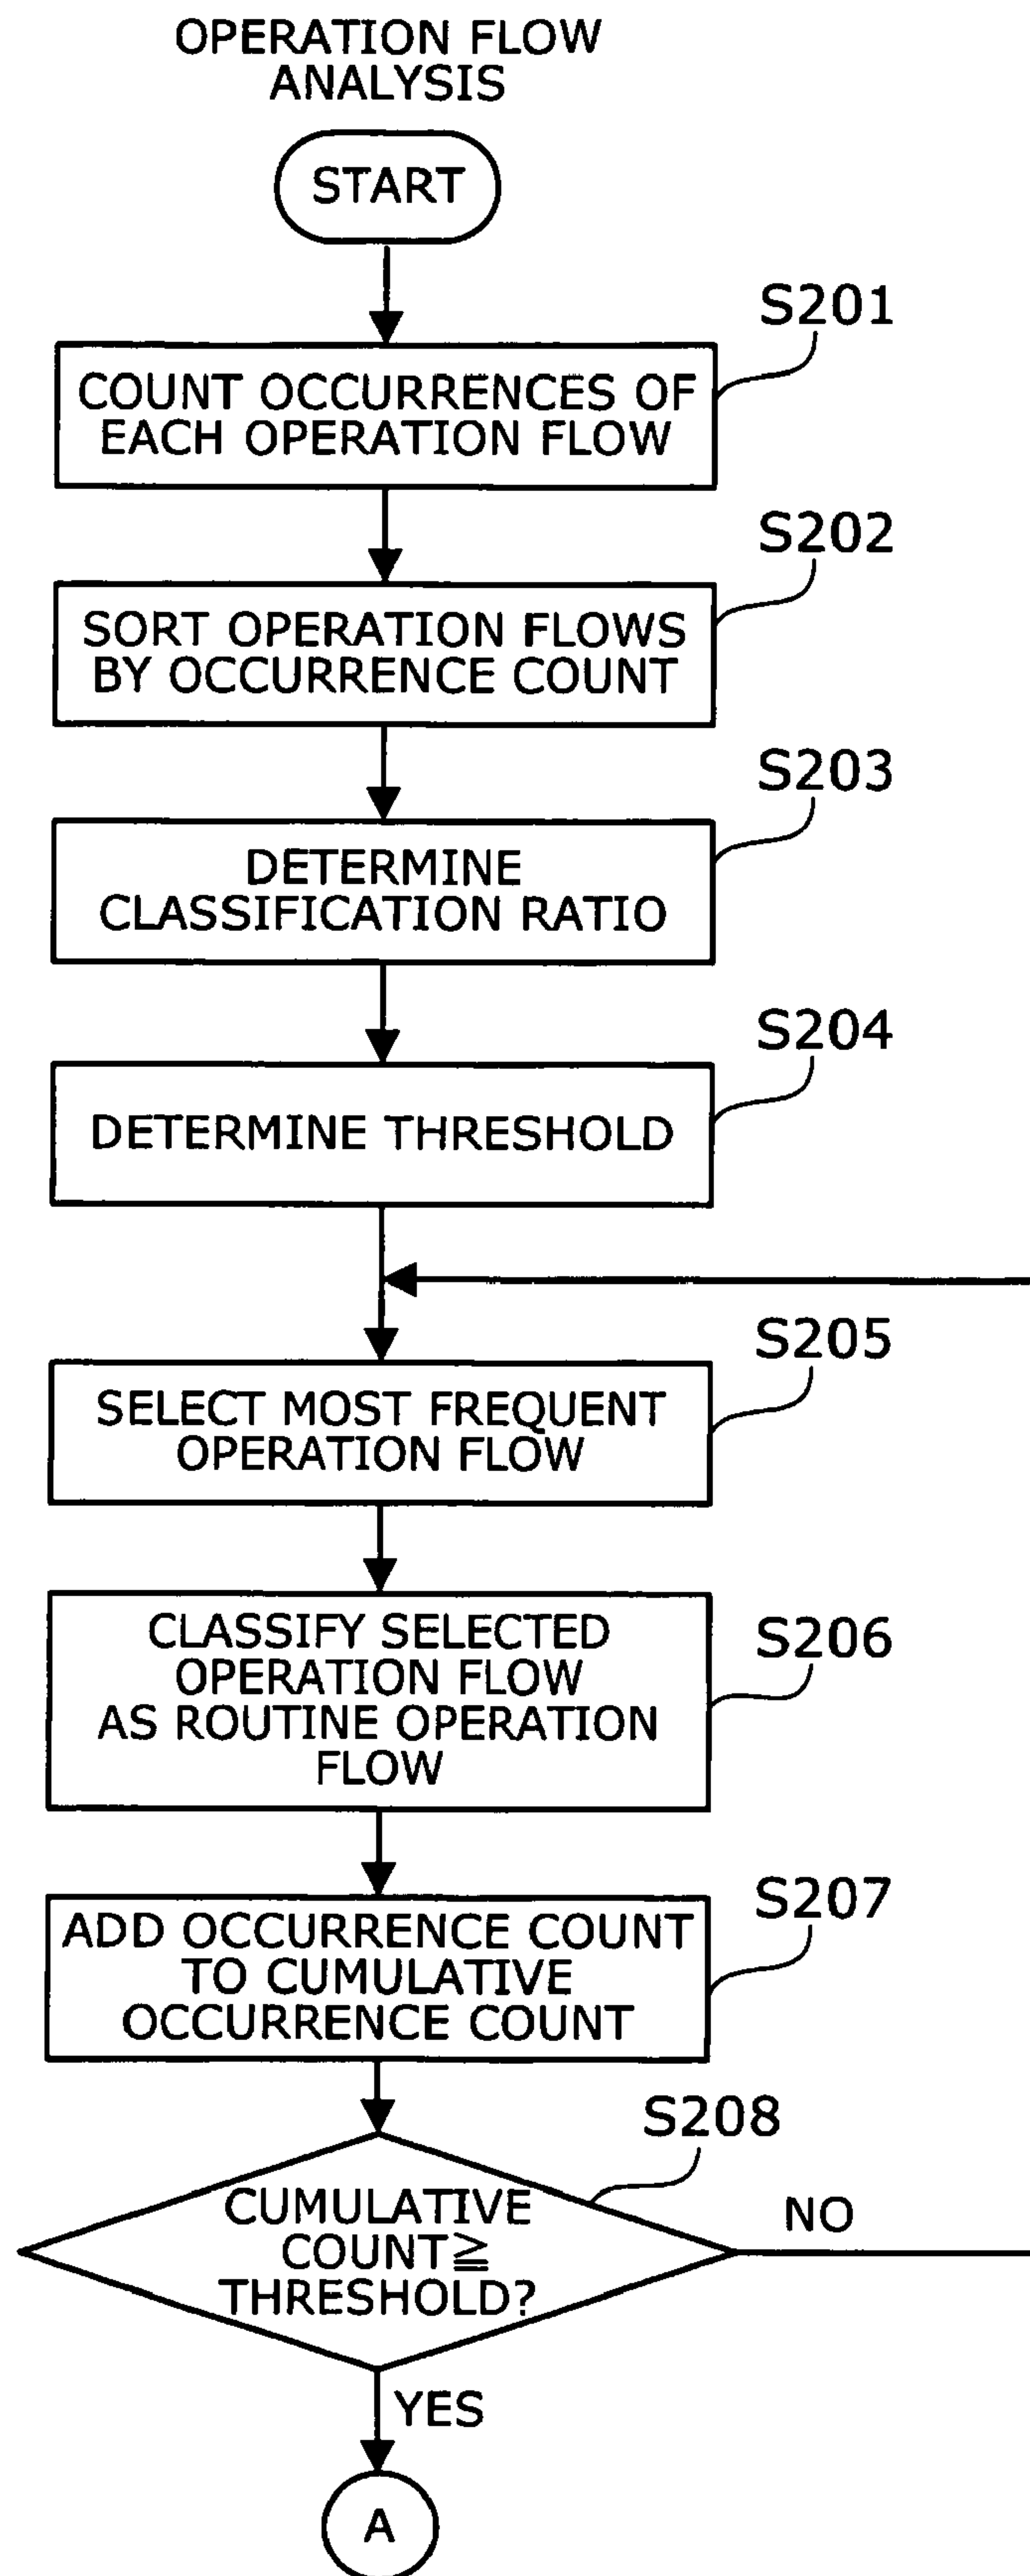 OPERATION FLOW
ANALYSIS
START
S201
COUNT OCCURRENCES OF
EACH OPERATION FLOW
S202
SORT OPERATION FLOWS
BY OCCURRENCE COUNT
S203
DETERMINE
CLASSIFICATION RATIO
S204
DETERMINE THRESHOLD
S205
SELECT MOST FREQUENT
OPERATION FLOW
S206
CLASSIFY SELECTED
OPERATION FLOW
AS ROUTINE OPERATION
FLOW
S207
ADD OCCURRENCE COUNT
TO CUMULATIVE
OCCURRENCE COUNT
S208
CUMULATIVE
COUNT≧
THRESHOLD?
NO
YES
A